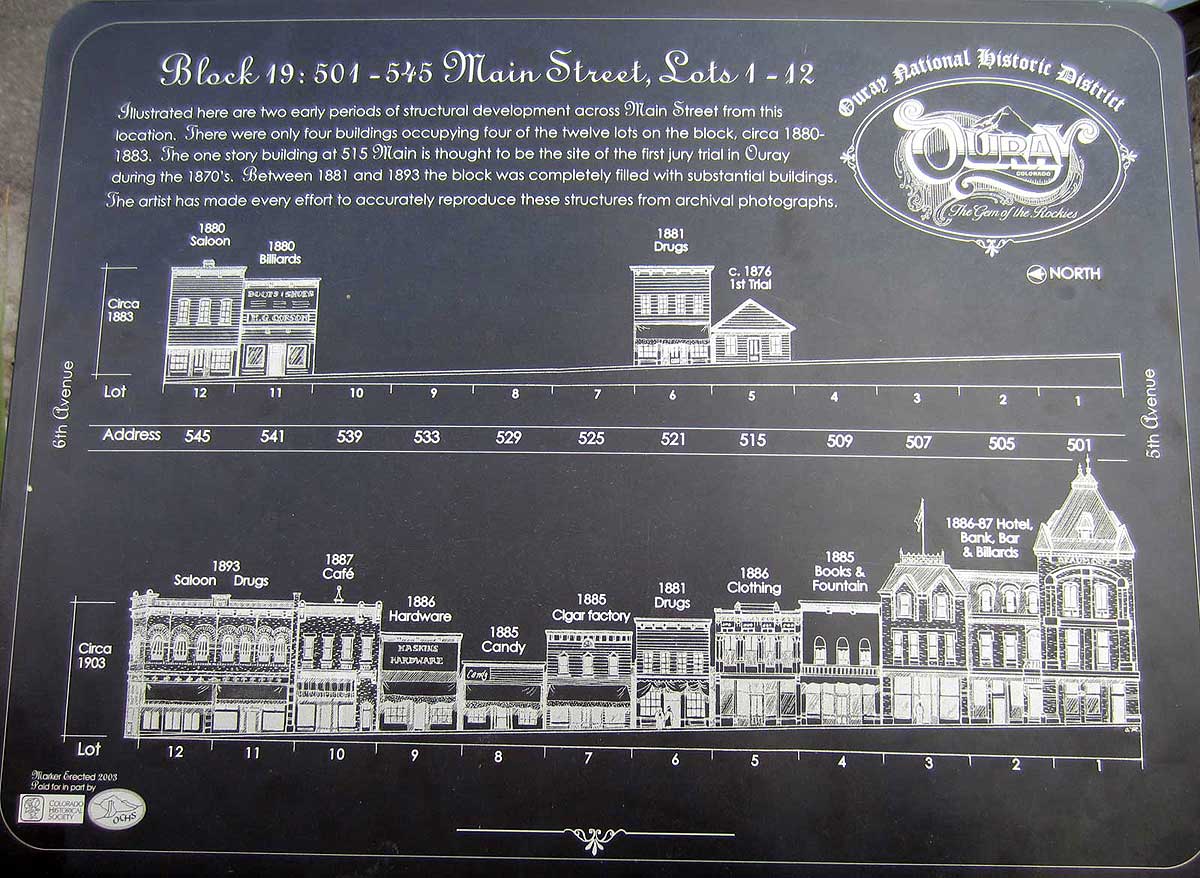 Block 19: 501 - 545 Main Street, Lots 1 - 12
Illustrated here are two early periods of structural development across Main Street from this
location. There were only four buildings occupying four of the twelve lots on the block, circa 1880-
1883. The one story building at 515 Main is thought to be the site of the first jury trial in Ouray
during the 1870's. Between 1881 and 1893 the block was completely filled with substantial buildings.
The artist has made every effort to accurately reproduce these structures from archival photographs.
Ouray National Historic District
OURAY
COLORADO
The Gem of the Rockies
NORTH
1880
Saloon
1880
Billiards
1881
Drugs
c. 1876
1st Trial
BOOTS & SHOES
Circa
1883
Lot 12 11 10 9 8 7 6 5 4 3 2 1
6th Avenue
5th Avenue
Address 545 541 539 533 529 525 521 515 509 507 505 501
1893
Saloon Drugs
1887
Café
1886
Hardware
1885
Candy
1885
Cigar factory
1881
Drugs
1886
Clothing
1885
Books &
Fountain
1886-87 Hotel,
Bank, Bar
& Billards
HASKINS
HARDWARE
Candy
BEAUMONT
Circa
1903
Lot 12 11 10 9 8 7 6 5 4 3 2 1
Marker Erected 2003
Paid for in part by
COLORADO
HISTORICAL
SOCIETY
OCHS